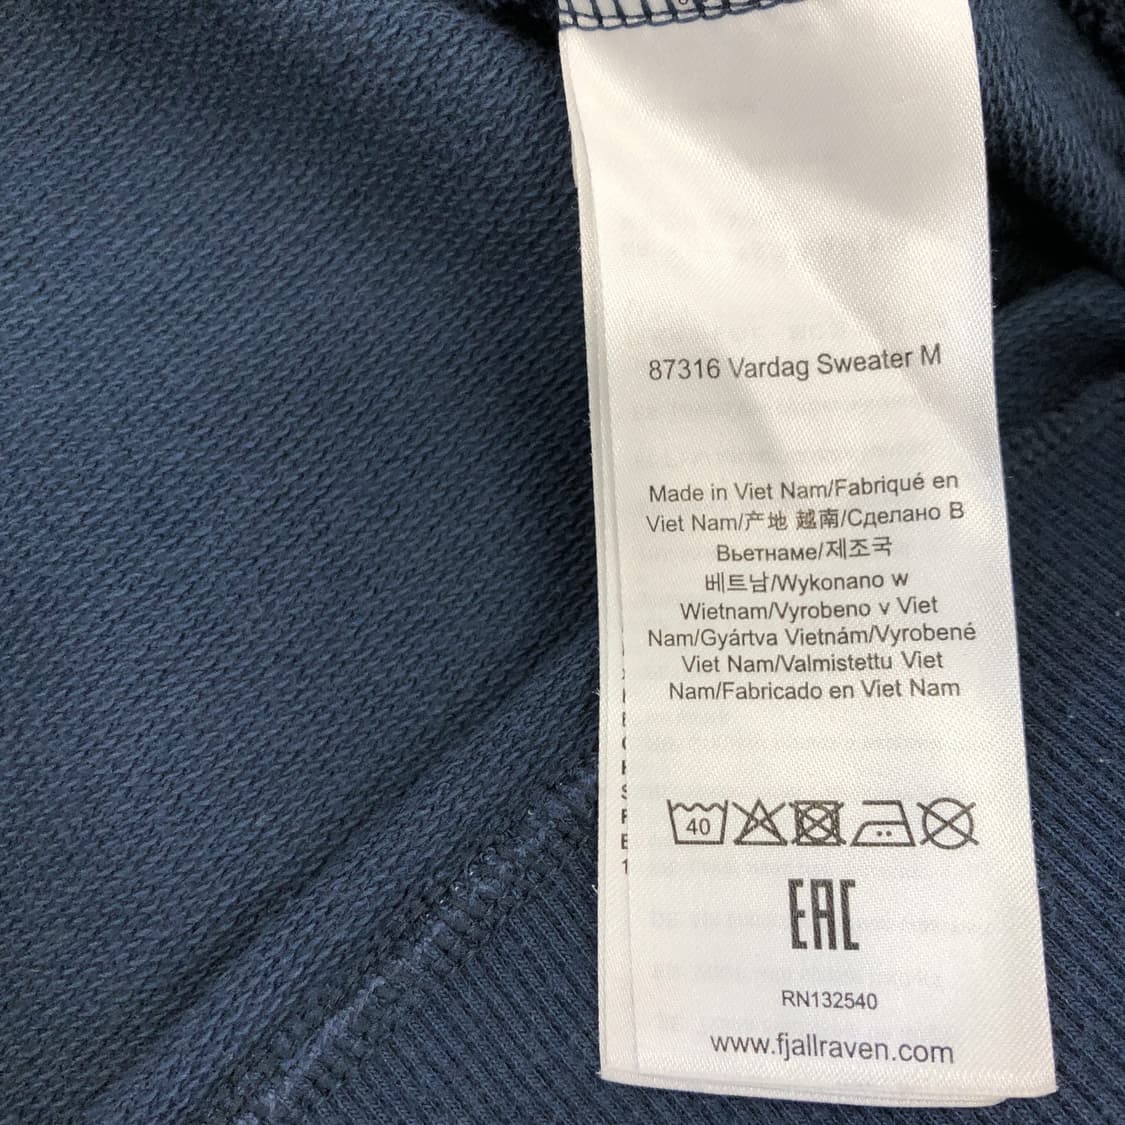 87316 Vardag Sweater M
Made in Viet Nam/Fabriqué en
Viet Nam/产地 越南/Сделано В
Вьетнаме/제조국
베트남/Wykonano w
Wietnam/Vyrobeno v Viet
Nam/Gyártva Vietnám/Vyrobené
Viet Nam/Valmistettu Viet
Nam/Fabricado en Viet Nam
40
EAC
RN132540
www.fjallraven.com